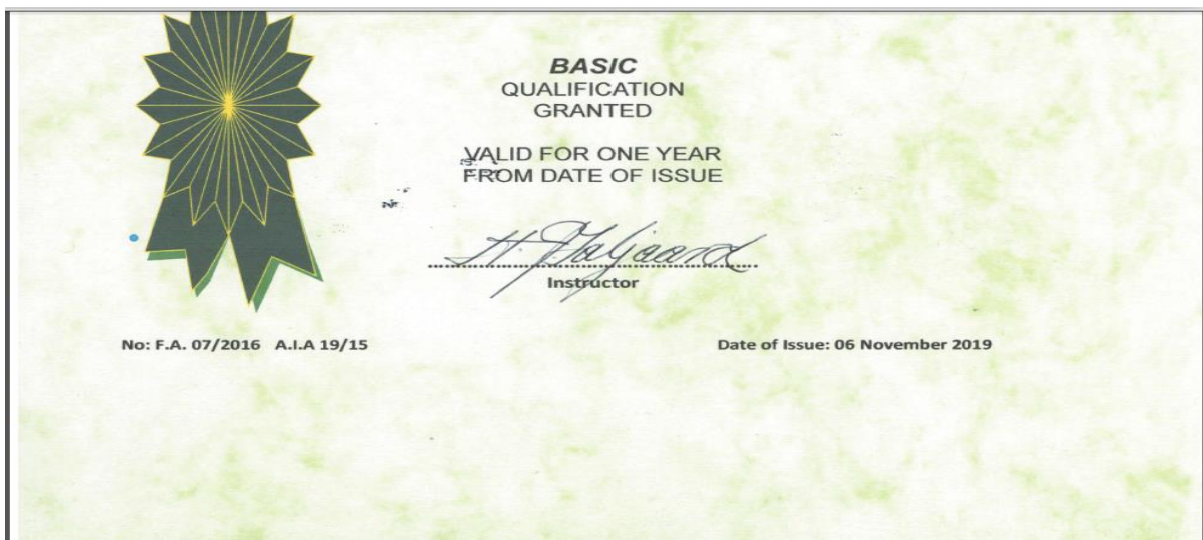 BASIC
QUALIFICATION
GRANTED
VALID FOR ONE YEAR
FROM DATE OF ISSUE
Instructor
No: F.A. 07/2016 A.I.A 19/15
Date of Issue: 06 November 2019